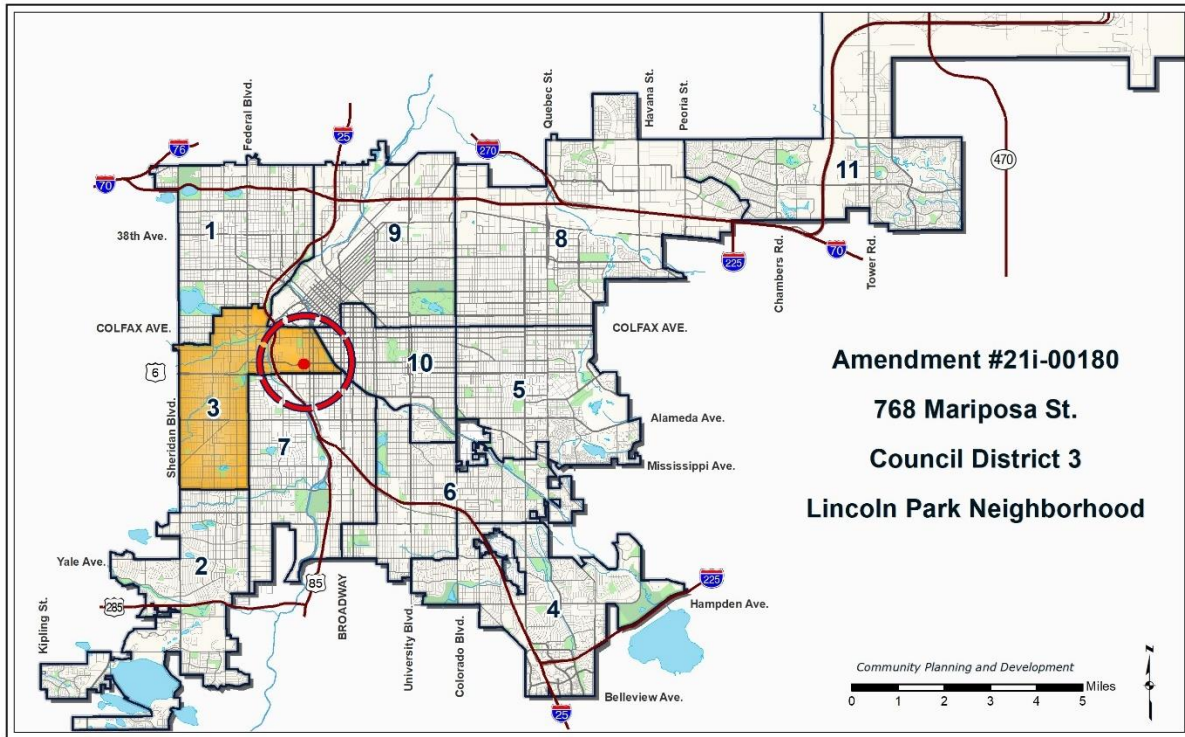 Federal Blvd.
Quebec St.
Havana St.
Peoria St.
76
25
270
70
470
11
1
9
8
38th Ave.
225
70
Chambers Rd.
Tower Rd.
COLFAX AVE.
COLFAX AVE.
6
10
5
3
Sheridan Blvd.
7
Alameda Ave.
Mississippi Ave.
6
2
Yale Ave.
85
285
BROADWAY
University Blvd.
Colorado Blvd.
4
225
Hampden Ave.
Kipling St.
Belleview Ave.
25
Amendment #21i-00180
768 Mariposa St.
Council District 3
Lincoln Park Neighborhood
Community Planning and Development
0 1 2 3 4 5 Miles
N